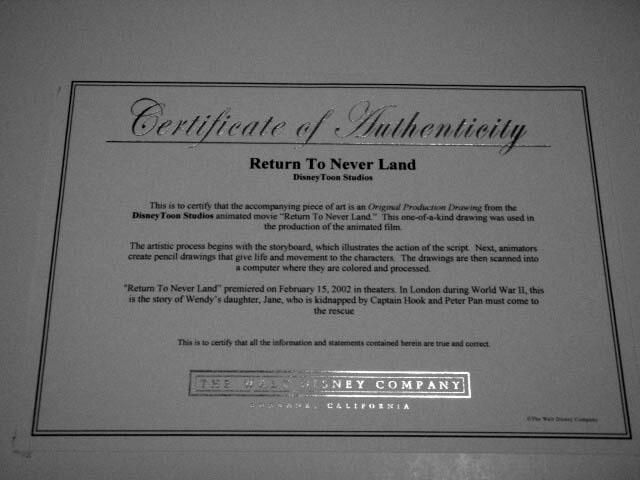 Certificate of Authenticity
Return To Never Land
DisneyToon Studios
This is to certify that the accompanying piece of art is an Original Production Drawing from the
DisneyToon Studios animated movie "Return To Never Land." This one-of-a-kind drawing was used in
the production of the animated film.
The artistic process begins with the storyboard, which illustrates the action of the script. Next, animators
create pencil drawings that give life and movement to the characters. The drawings are then scanned into
a computer where they are colored and processed.
"Return To Never Land" premiered on February 15, 2002 in theaters. In London during World War II, this
is the story of Wendy's daughter, Jane, who is kidnapped by Captain Hook and Peter Pan must come to
the rescue
This is to certify that all the information and statements contained herein are true and correct
THE WALT DISNEY COMPANY
BURBANK, CALIFORNIA
©The Walt Disney Company